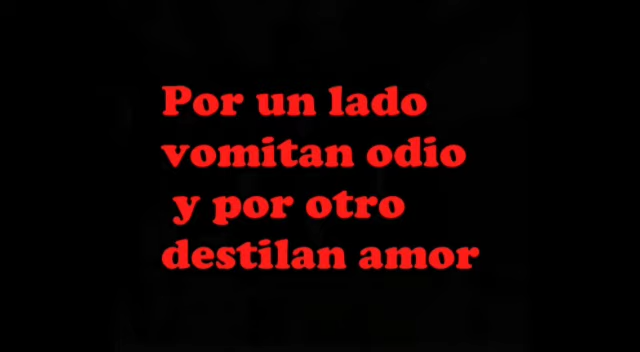 Por un lado
vomitan odio
y por otro
destilan amor